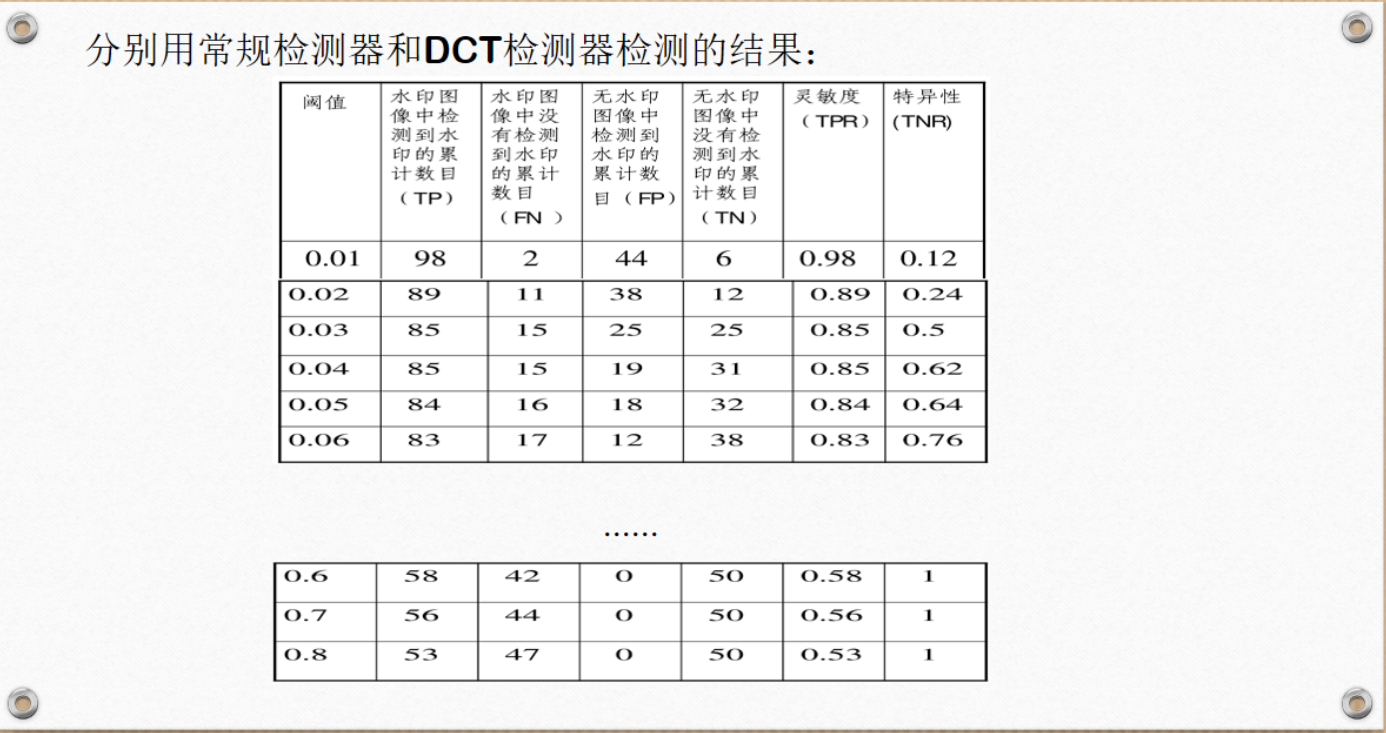 分别用常规检测器和DCT检测器检测的结果：
阈值 水印图像中检测到水印的累计数目（TP） 水印图像中没有检测到水印的累计数目（FN ） 无水印图像中检测到水印的累计数目（FP） 无水印图像中没有检测到水印的累计数目（TN） 灵敏度（TPR） 特异性(TNR)
0.01 98 2 44 6 0.98 0.12
0.02 89 11 38 12 0.89 0.24
0.03 85 15 25 25 0.85 0.5
0.04 85 15 19 31 0.85 0.62
0.05 84 16 18 32 0.84 0.64
0.06 83 17 12 38 0.83 0.76
……
0.6 58 42 0 50 0.58 1
0.7 56 44 0 50 0.56 1
0.8 53 47 0 50 0.53 1